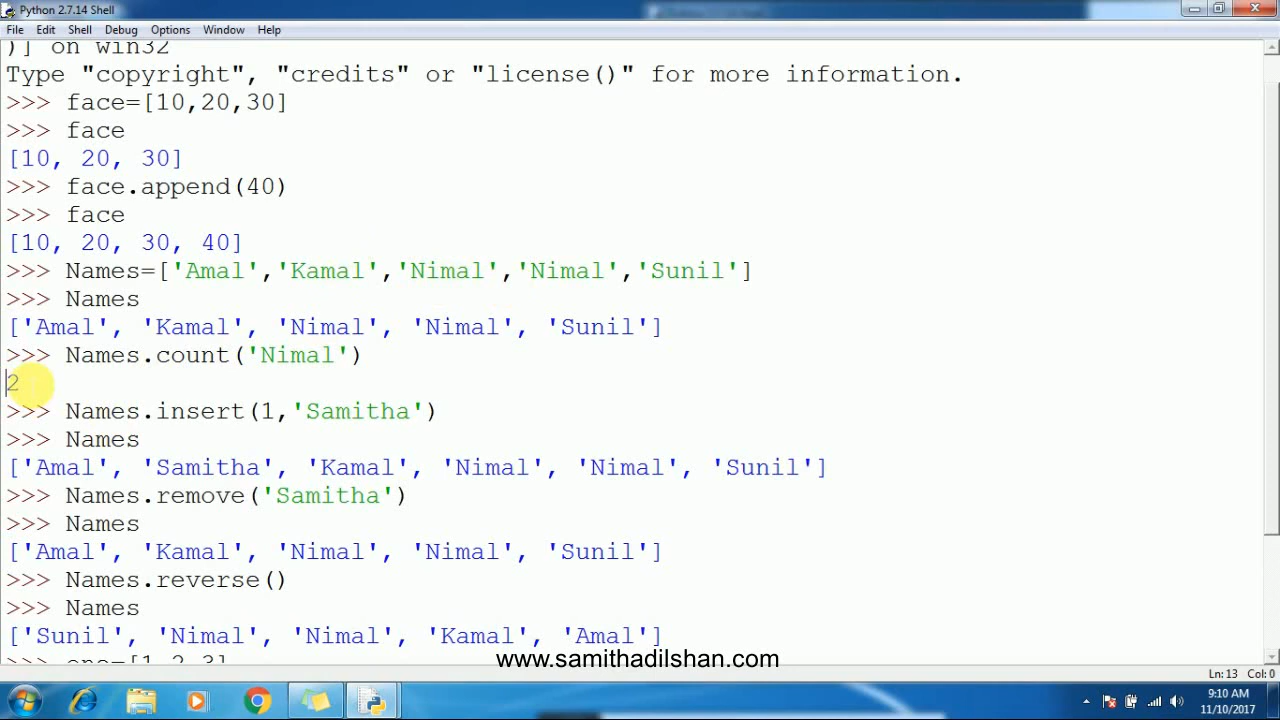 Python 2.7.14 Shell
File Edit Shell Debug Options Window Help
)] on win32
Type "copyright", "credits" or "license()" for more information.
>>> face=[10,20,30]
>>> face
[10, 20, 30]
>>> face.append(40)
>>> face
[10, 20, 30, 40]
>>> Names=['Amal','Kamal','Nimal','Nimal','Sunil']
>>> Names
['Amal', 'Kamal', 'Nimal', 'Nimal', 'Sunil']
>>> Names.count('Nimal')
2
>>> Names.insert(1,'Samitha')
>>> Names
['Amal', 'Samitha', 'Kamal', 'Nimal', 'Nimal', 'Sunil']
>>> Names.remove('Samitha')
>>> Names
['Amal', 'Kamal', 'Nimal', 'Nimal', 'Sunil']
>>> Names.reverse()
>>> Names
['Sunil', 'Nimal', 'Nimal', 'Kamal', 'Amal']
www.samithadilshan.com
Ln: 13 Col: 0
9:10 AM
11/10/2017